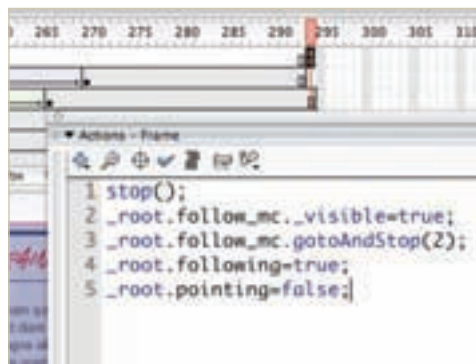 265 270 275 280 285 290 295 300 305 310
Actions - Frame
1 stop();
2 _root.follow_mc._visible=true;
3 _root.follow_mc.gotoAndStop(2);
4 _root.following=true;
5 _root.pointing=false;